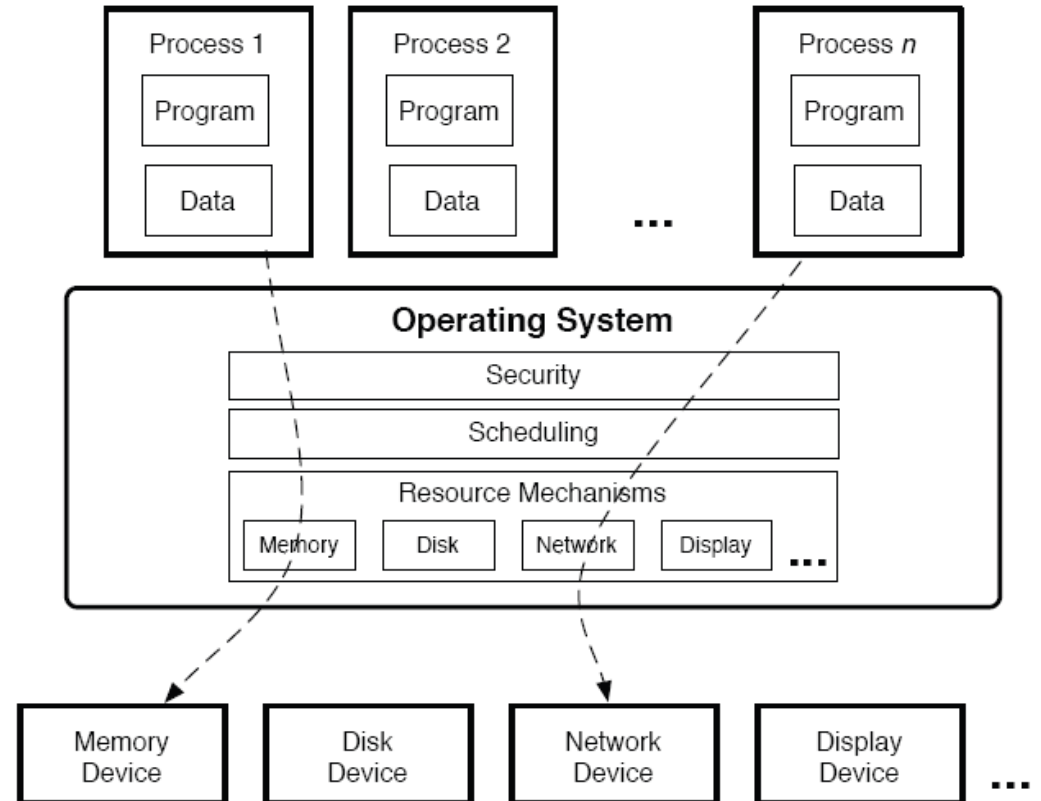 Process 1
Process 2
Process n
Program
Program
Program
Data
Data
...
Data
Operating System
Security
Scheduling
Resource Mechanisms
Memory
Disk
Network
Display
...
Memory
Device
Disk
Device
Network
Device
Display
Device
...